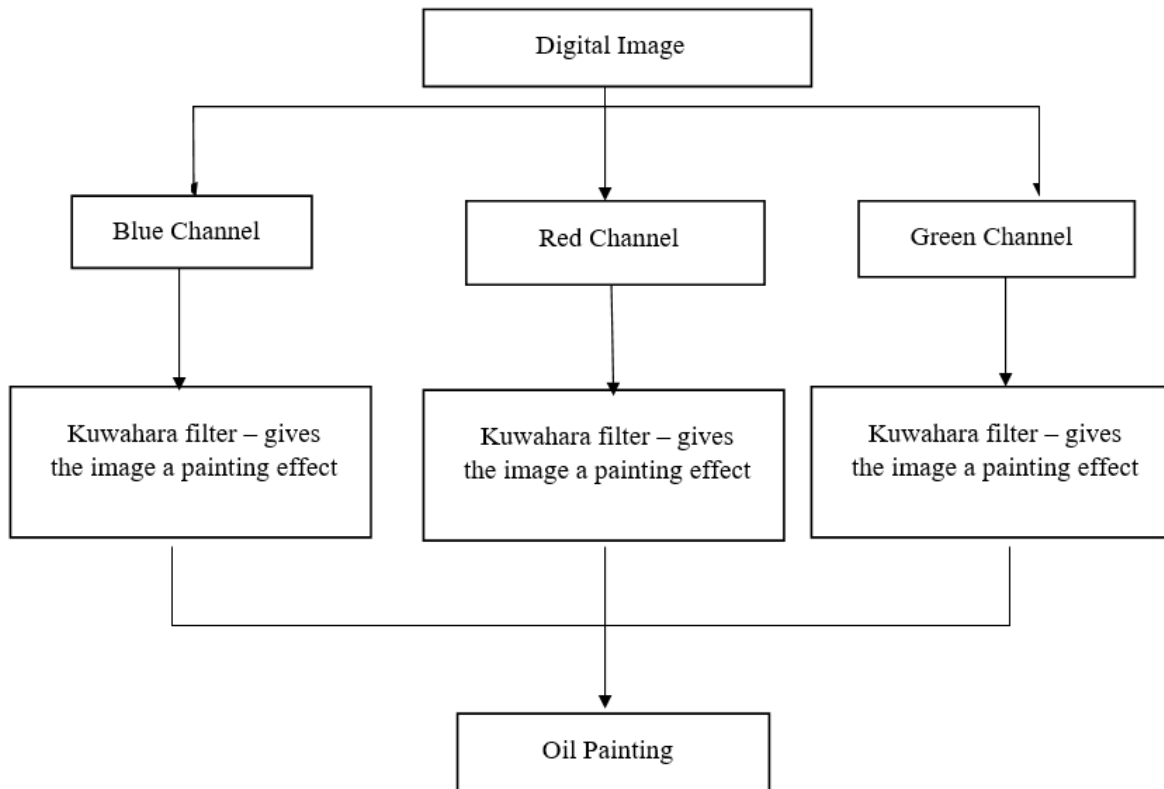 Digital Image
Blue Channel
Red Channel
Green Channel
Kuwahara filter – gives
the image a painting effect
Kuwahara filter – gives
the image a painting effect
Kuwahara filter – gives
the image a painting effect
Oil Painting